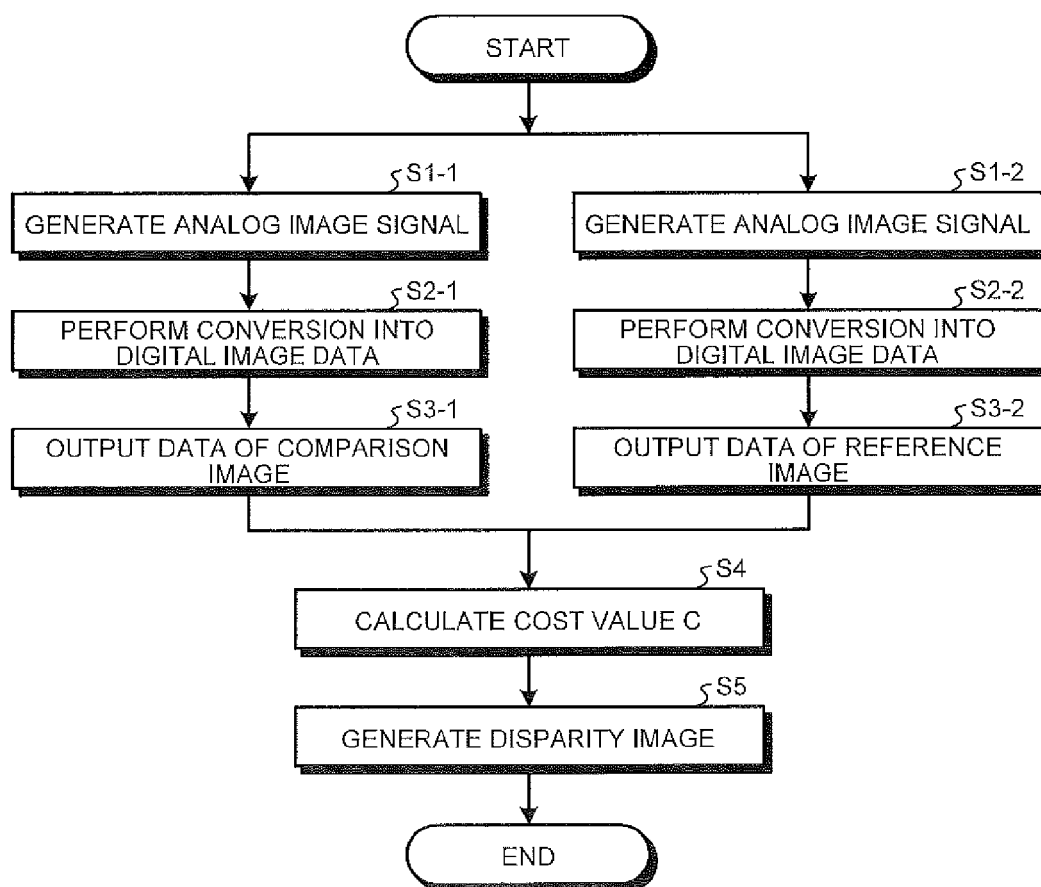 START
S1-1
GENERATE ANALOG IMAGE SIGNAL
S1-2
GENERATE ANALOG IMAGE SIGNAL
S2-1
PERFORM CONVERSION INTO
DIGITAL IMAGE DATA
S2-2
PERFORM CONVERSION INTO
DIGITAL IMAGE DATA
S3-1
OUTPUT DATA OF COMPARISON
IMAGE
S3-2
OUTPUT DATA OF REFERENCE
IMAGE
S4
CALCULATE COST VALUE C
S5
GENERATE DISPARITY IMAGE
END